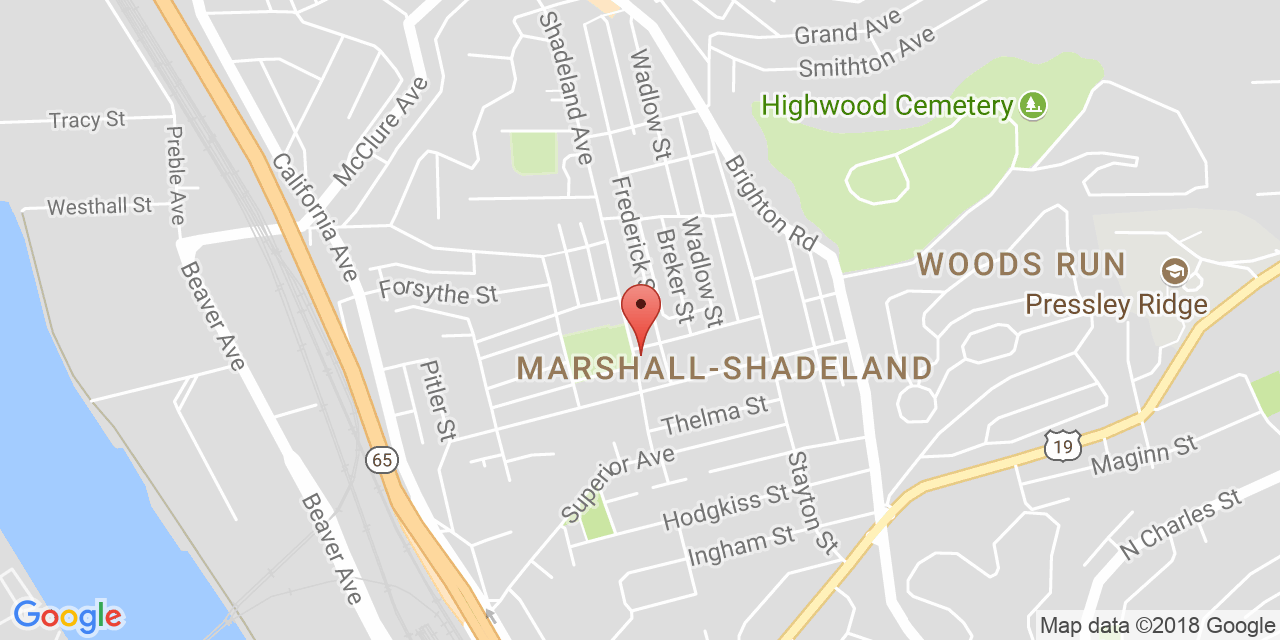 Grand Ave
Smithton Ave
Shadeland Ave
Wadlow St
McClure Ave
Highwood Cemetery
Tracy St
Preble Ave
California Ave
Brighton Rd
Westhall St
Frederick S
Breker St
Wadlow St
WOODS RUN
Pressley Ridge
Beaver Ave
Forsythe St
MARSHALL-SHADELAND
Pitler St
Thelma St
65
19
Superior Ave
Stayton St
Maginn St
Hodgkiss St
Ingham St
N Charles St
Beaver Ave
Google
Map data ©2018 Google